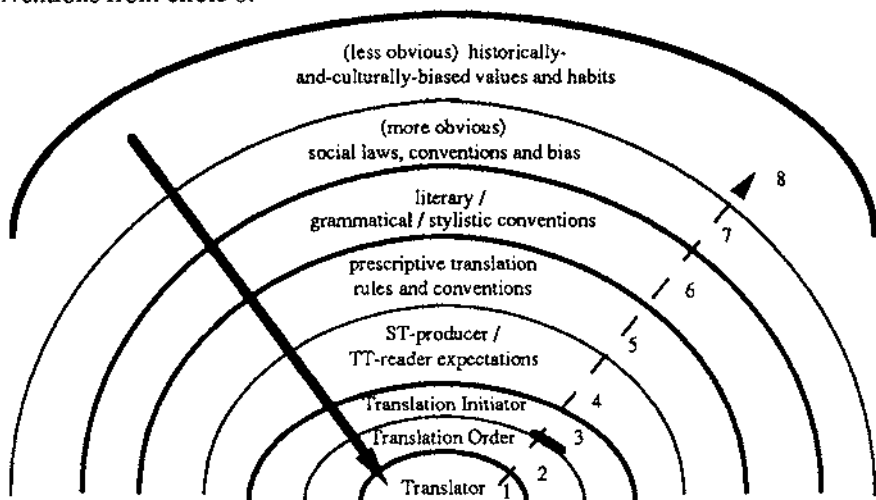 (less obvious) historically-
and-culturally-biased values and habits
(more obvious)
social laws, conventions and bias
8
7
literary /
grammatical / stylistic conventions
6
prescriptive translation
rules and conventions
5
ST-producer /
TT-reader expectations
4
Translation Initiator
3
Translation Order
2
Translator
1